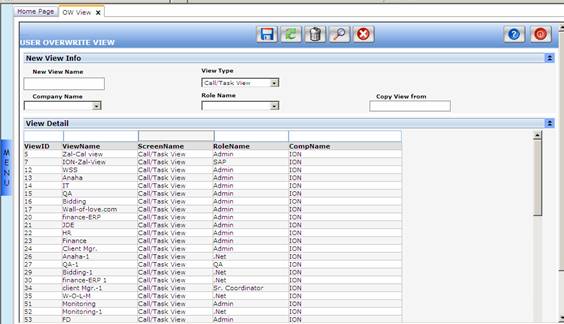 Home Page OW View X
USER OVERWRITE VIEW
New View Info
New View Name View Type
Call/Task View
Company Name Role Name Copy View from
View Detail
MENU
ViewID ViewName ScreenName RoleName CompName
5 Zal-Cal view Call/Task View Admin ION
7 ION-Zal-View Call/Task View SAP ION
12 WSS Call/Task View Admin ION
13 Anaha Call/Task View Admin ION
14 IT Call/Task View Admin ION
15 QA Call/Task View Admin ION
16 Bidding Call/Task View Admin ION
17 Wall-of-love.com Call/Task View Admin ION
20 finance-ERP Call/Task View Admin ION
21 JDE Call/Task View Admin ION
22 HR Call/Task View Admin ION
23 Finance Call/Task View Admin ION
24 Client Mgr. Call/Task View Admin ION
26 Anaha-1 Call/Task View .Net ION
27 QA-1 Call/Task View QA ION
29 Bidding-1 Call/Task View .Net ION
30 finance-ERP 1 Call/Task View .Net ION
34 client Mgr.-1 Call/Task View Sr. Coordinator ION
35 W-O-L-M Call/Task View .Net ION
51 Monitoring Call/Task View Admin ION
52 Monitoring-1 Call/Task View .Net ION
53 FD Call/Task View Admin ION